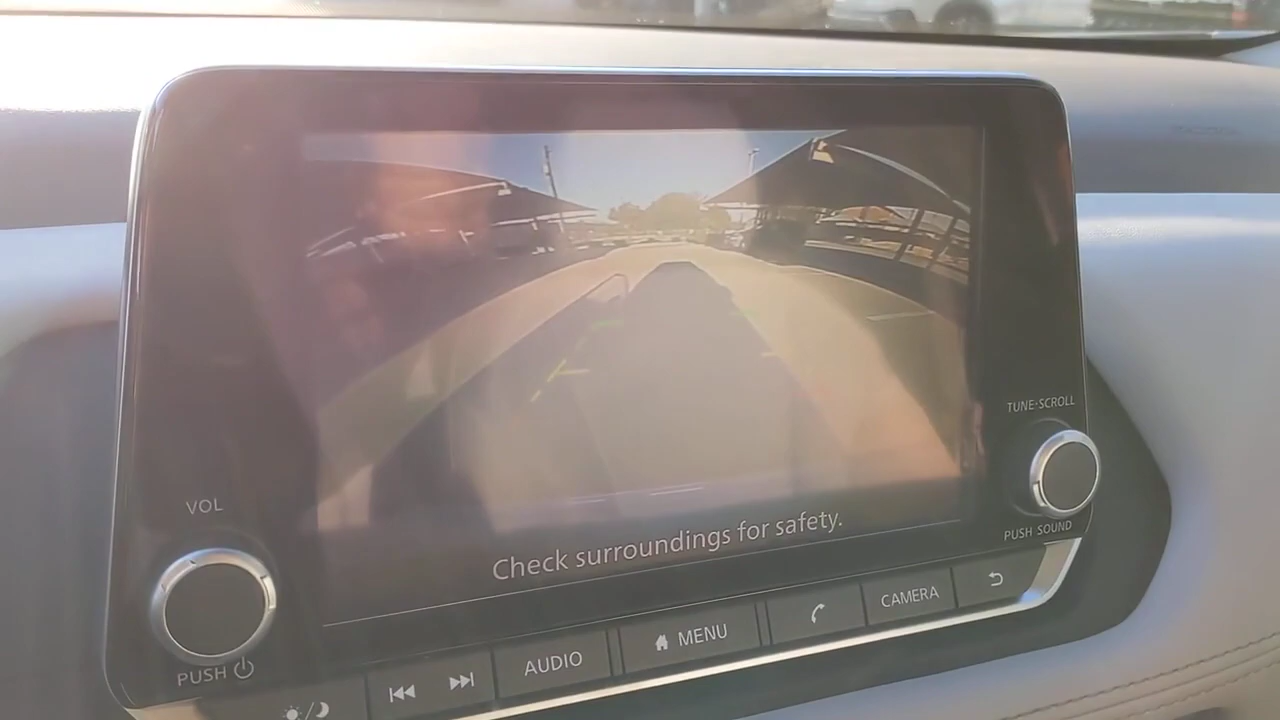 Check surroundings for safety.
VOL
PUSH
TUNE·SCROLL
PUSH SOUND
AUDIO
MENU
CAMERA